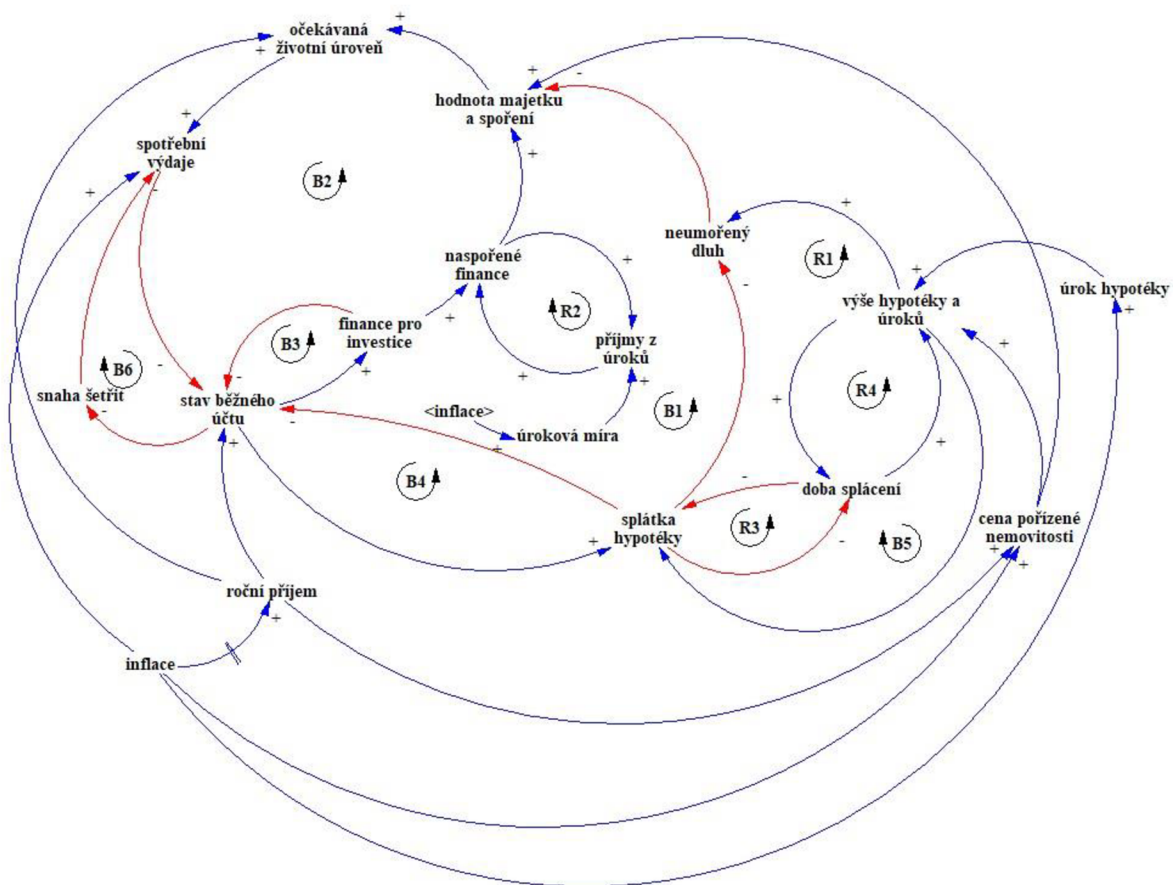 očekávaná
životní úroveň
+
+
+
-
+
hodnota majetku
a spoření
+
spotřební
výdaje
+
-
B2
+
+
neumořený
dluh
R1
naspořené
finance
+
-
+
úrok hypotéky
+
výše hypotéky a
úroků
R2
finance pro
investice
+
B3
příjmy z
úroků
+
B6
-
+
+
+
R4
snaha šetřit
-
stav běžného
účtu
-
<inflace>
B1
+
-
+
úroková míra
+
+
B4
-
doba splácení
splátka
hypotéky
+
R3
-
B5
cena pořízené
nemovitosti
+
+
+
roční příjem
+
inflace